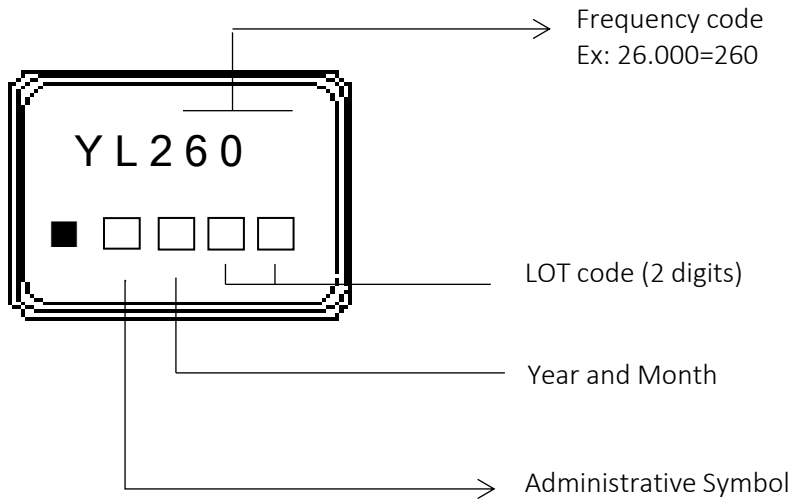 Frequency code
Ex: 26.000=260
YL260
LOT code (2 digits)
Year and Month
Administrative Symbol